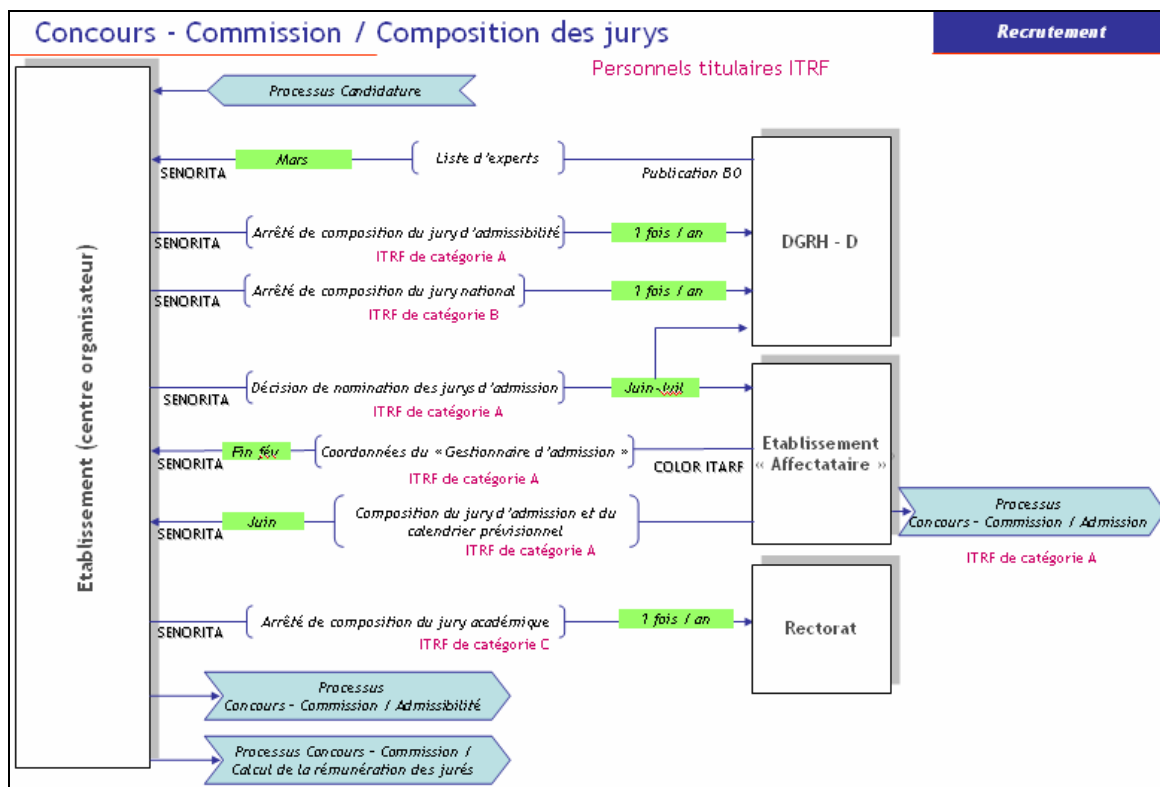 Concours - Commission / Composition des jurys
Recrutement
Personnels titulaires ITRF
Processus Candidature
Mars
Liste d'experts
SENORITA
Publication BO
Arrêté de composition du jury d'admissibilité
1 fois / an
SENORITA
ITRF de catégorie A
DGRH - D
Arrêté de composition du jury national
1 fois / an
SENORITA
ITRF de catégorie B
Etablissement (centre organisateur)
Décision de nomination des jurys d'admission
Juin-Juil
SENORITA
ITRF de catégorie A
Etablissement
« Affectataire »
Fin fév
Coordonnées du « Gestionnaire d'admission »
SENORITA
COLOR ITARF
ITRF de catégorie A
Juin
Composition du jury d'admission et du
calendrier prévisionnel
SENORITA
ITRF de catégorie A
Processus
Concours - Commission / Admission
ITRF de catégorie A
Arrêté de composition du jury académique
1 fois / an
SENORITA
ITRF de catégorie C
Rectorat
Processus
Concours - Commission / Admissibilité
Processus Concours - Commission /
Calcul de la rémunération des jurés